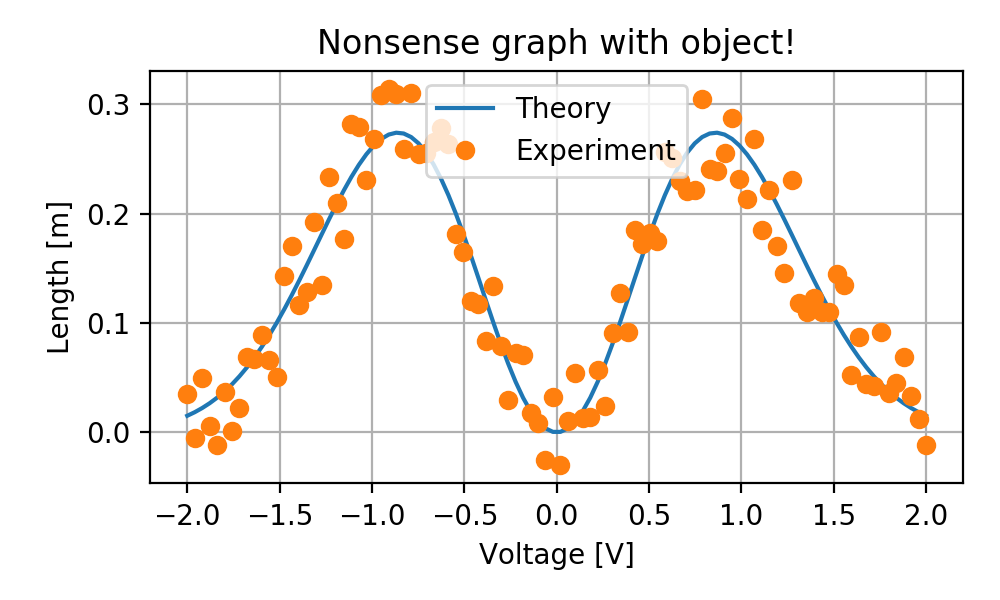 Nonsense graph with object!
Theory
Experiment
0.3
0.2
0.1
0.0
Length [m]
−2.0 −1.5 −1.0 −0.5 0.0 0.5 1.0 1.5 2.0
Voltage [V]